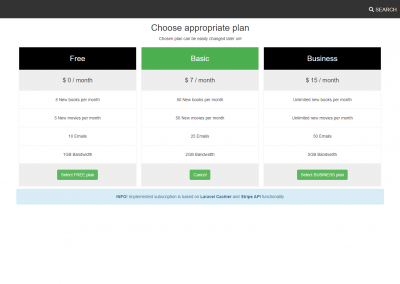 SEARCH
Choose appropriate plan
Chosen plan can be easily changed later on!
Free
Basic
Business
$ 0 / month
$ 7 / month
$ 15 / month
5 New books per month
50 New books per month
Unlimited new books per month
5 New movies per month
50 New movies per month
Unlimited new movies per month
10 Emails
25 Emails
50 Emails
1GB Bandwidth
2GB Bandwidth
3GB Bandwidth
Select FREE plan
Cancel
Select BUSINESS plan
INFO! Implemented subscription is based on Laravel Cashier and Stripe API functionality